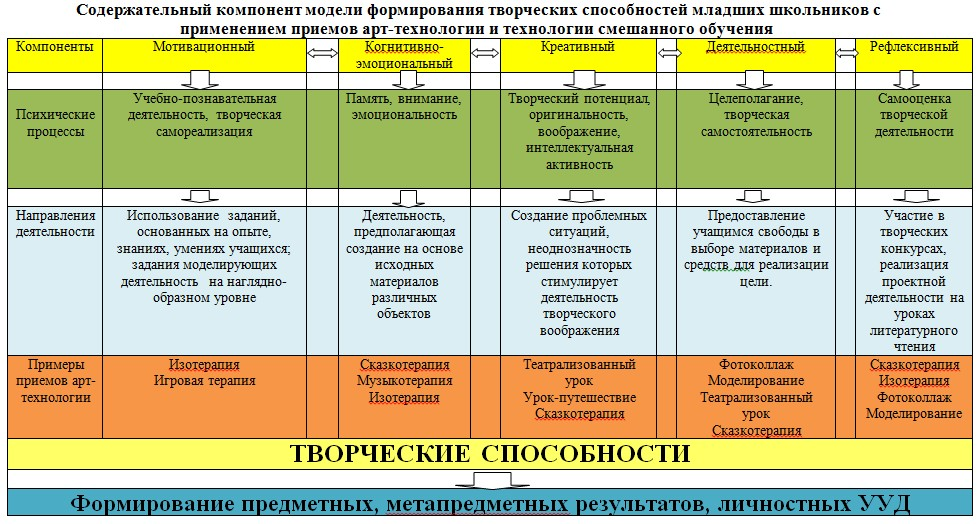 Содержательный компонент модели формирования творческих способностей младших школьников с
применением приемов арт-технологии и технологии смешанного обучения
Компоненты
Мотивационный
Когнитивно-
эмоциональный
Креативный
Деятельностный
Рефлексивный
Психические
процессы
Учебно-познавательная
деятельность, творческая
самореализация
Память, внимание,
эмоциональность
Творческий потенциал,
оригинальность,
воображение,
интеллектуальная
активность
Целеполагание,
творческая
самостоятельность
Самооценка
творческой
деятельности
Направления
деятельности
Использование заданий,
основанных на опыте,
знаниях, умениях учащихся;
задания моделирующих
деятельность на наглядно-
образном уровне
Деятельность,
предполагающая
создание на основе
исходных
материалов
различных
объектов
Создание проблемных
ситуаций,
неоднозначность
решения которых
стимулирует
деятельность
творческого
воображения
Предоставление
учащимся свободы в
выборе материалов и
средств для реализации
цели.
Участие в
творческих
конкурсах,
реализация
проектной
деятельности на
уроках
литературного
чтения
Примеры
приемов арт-
технологии
Изотерапия
Игровая терапия
Сказкотерапия
Музыкотерапия
Изотерапия
Театрализованный
урок
Урок-путешествие
Сказкотерапия
Фотоколлаж
Моделирование
Театрализованный
урок
Сказкотерапия
Сказкотерапия
Изотерапия
Фотоколлаж
Моделирование
ТВОРЧЕСКИЕ СПОСОБНОСТИ
Формирование предметных, метапредметных результатов, личностных УУД